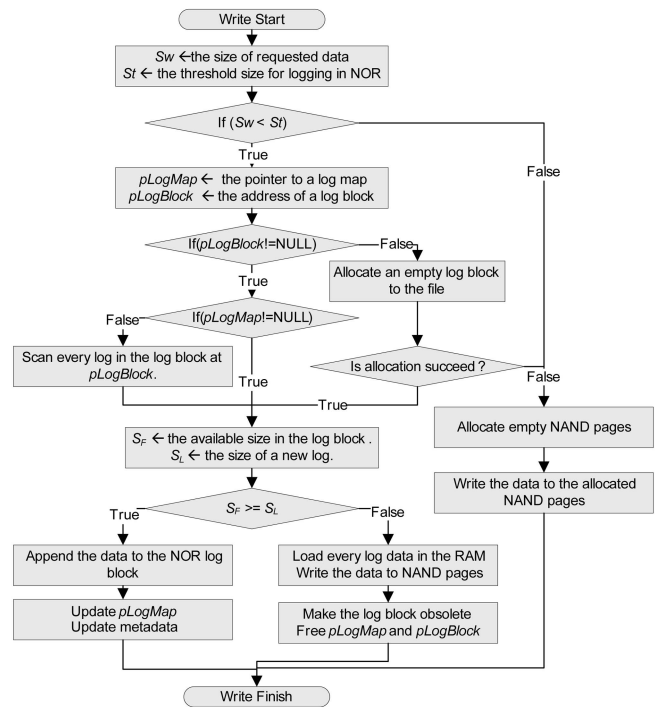 Write Start
Sw ←the size of requested data
St ← the threshold size for logging in NOR
If (Sw < St)
True
False
pLogMap ← the pointer to a log map
pLogBlock ← the address of a log block
If(pLogBlock!=NULL)
False
True
Allocate an empty log block
to the file
If(pLogMap!=NULL)
False
Scan every log in the log block at
pLogBlock.
True
Is allocation succeed ?
False
True
SF ← the available size in the log block .
SL ← the size of a new log.
Allocate empty NAND pages
Write the data to the allocated
NAND pages
SF >= SL
True
False
Append the data to the NOR log
block
Load every log data in the RAM
Write the data to NAND pages
Update pLogMap
Update metadata
Make the log block obsolete
Free pLogMap and pLogBlock
Write Finish